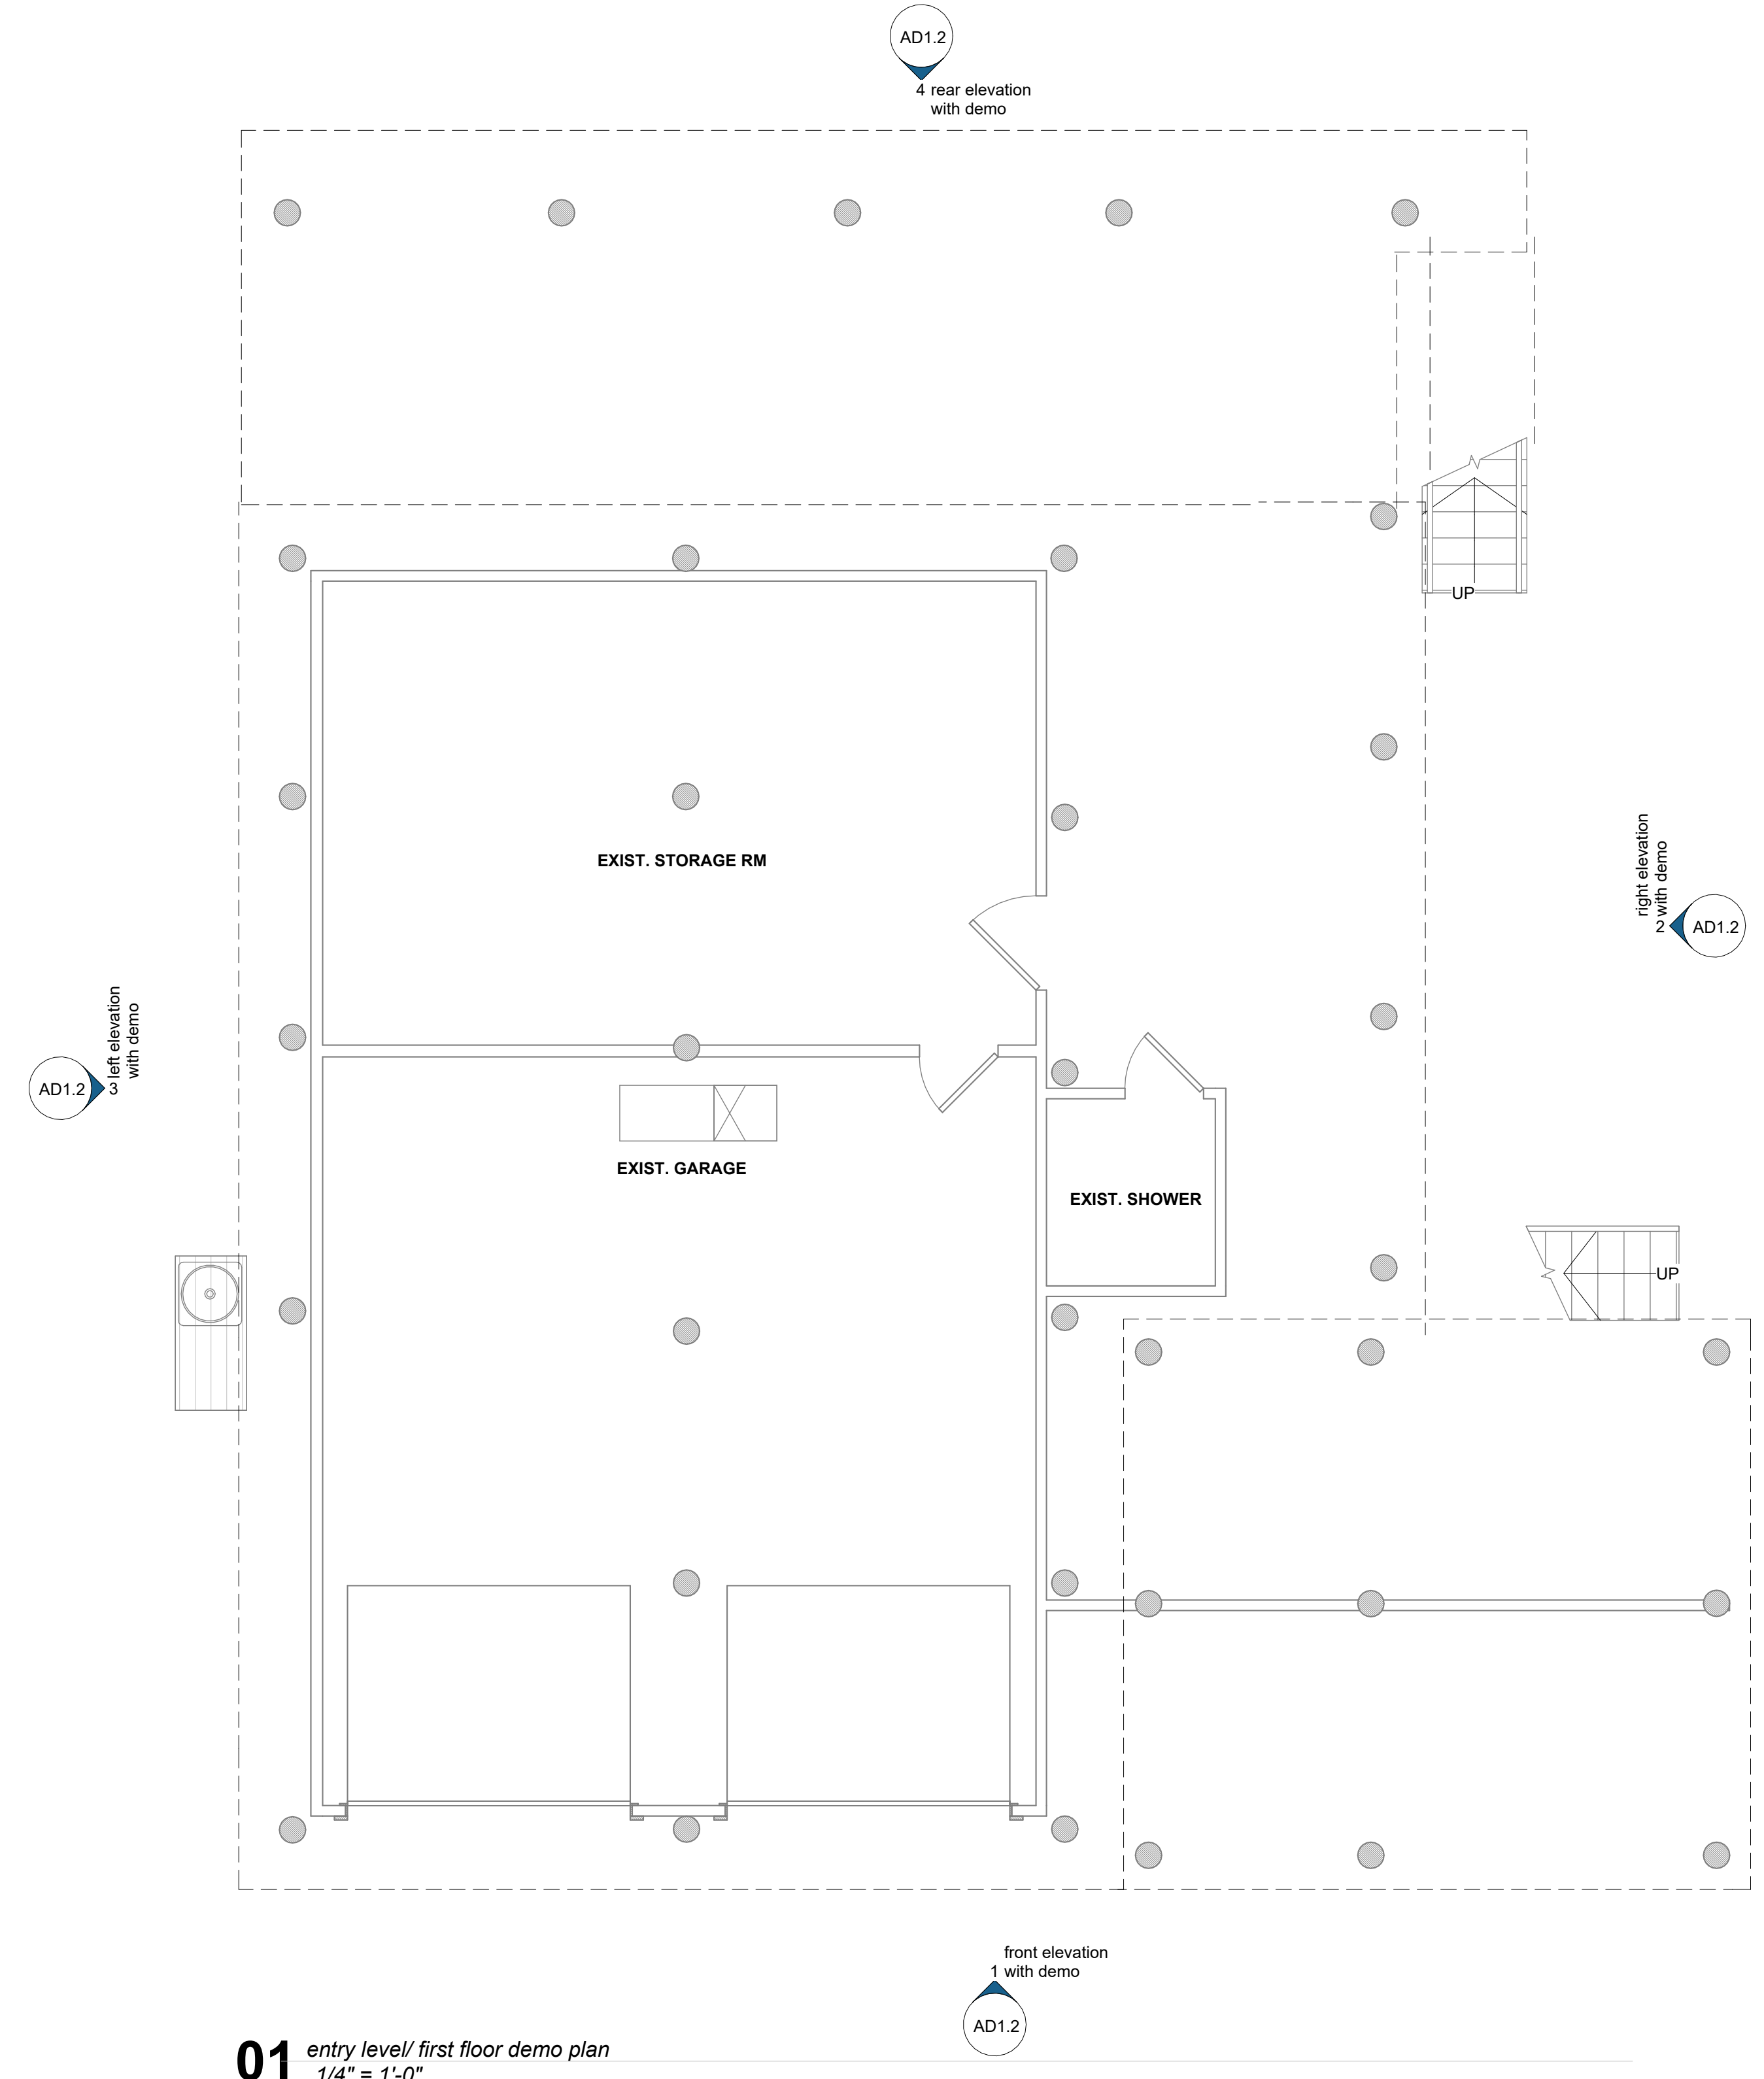 AD1.2
4 rear elevation
with demo
UP
EXIST. STORAGE RM
right elevation
2 with demo
AD1.2
left elevation
with demo
AD1.2
3
EXIST. GARAGE
EXIST. SHOWER
UP
front elevation
1 with demo
AD1.2
01 entry level/ first floor demo plan
1/4" = 1'-0"